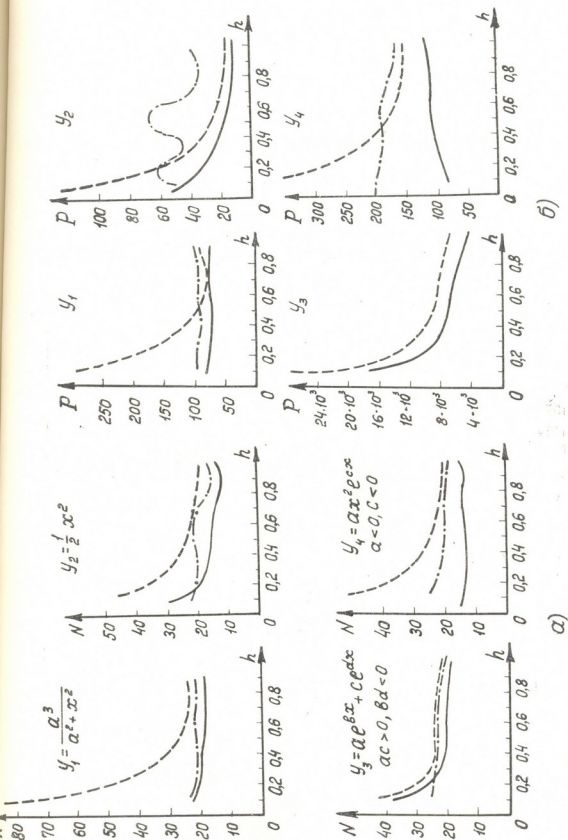 N
80
70
60
50
40
30
20
10
0
y₁ = a³ / (a² + x²)
0,2 0,4 0,6 0,8 h
N
50
40
30
20
10
0
y₂ = ½ x²
0,2 0,4 0,6 0,8 h
N
40
30
20
10
0
y₃ = ae^bx + ce^dx
ac > 0, bd < 0
0,2 0,4 0,6 0,8 h
N
40
30
20
10
0
y₄ = ax²e^cx
a < 0, c < 0
0,2 0,4 0,6 0,8 h
а)
P
250
200
150
100
50
0
y₁
0,2 0,4 0,6 0,8 h
P
100
80
60
40
20
0
y₂
0,2 0,4 0,6 0,8 h
P
24·10³
20·10³
16·10³
12·10³
8·10³
4·10³
0
y₃
0,2 0,4 0,6 0,8 h
P
300
250
200
150
100
50
0
y₄
0,2 0,4 0,6 0,8 h
б)